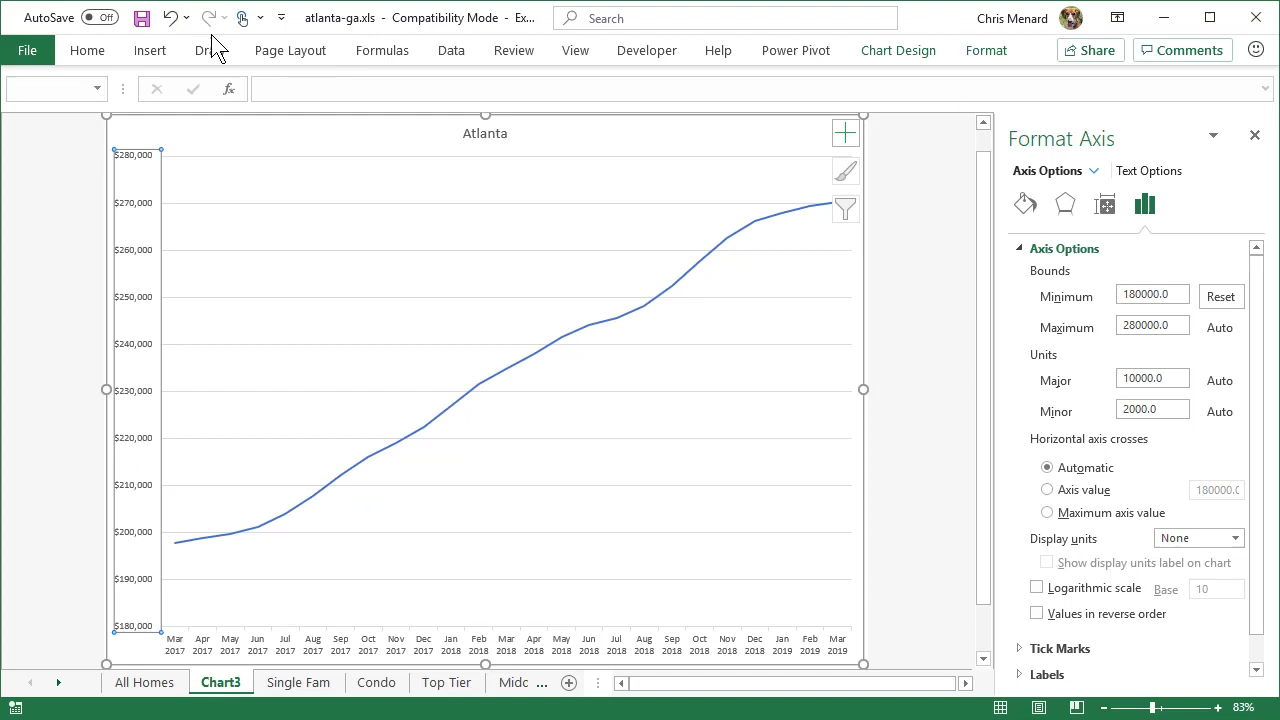 AutoSave Off atlanta-ga.xls - Compatibility Mode - Ex... Search Chris Menard
File Home Insert Draw Page Layout Formulas Data Review View Developer Help Power Pivot Chart Design Format Share Comments
fx
Atlanta
$280,000
$270,000
$260,000
$250,000
$240,000
$230,000
$220,000
$210,000
$200,000
$190,000
$180,000
Mar Apr May Jun Jul Aug Sep Oct Nov Dec Jan Feb Mar Apr May Jun Jul Aug Sep Oct Nov Dec Jan Feb Mar
2017 2017 2017 2017 2017 2017 2017 2017 2017 2017 2018 2018 2018 2018 2018 2018 2018 2018 2018 2018 2018 2018 2019 2019 2019
Format Axis
Axis Options Text Options
Axis Options
Bounds
Minimum 180000.0 Reset
Maximum 280000.0 Auto
Units
Major 10000.0 Auto
Minor 2000.0 Auto
Horizontal axis crosses
Automatic
Axis value 180000.0
Maximum axis value
Display units None
Show display units label on chart
Logarithmic scale Base 10
Values in reverse order
Tick Marks
Labels
All Homes Chart3 Single Fam Condo Top Tier Midc ...
83%